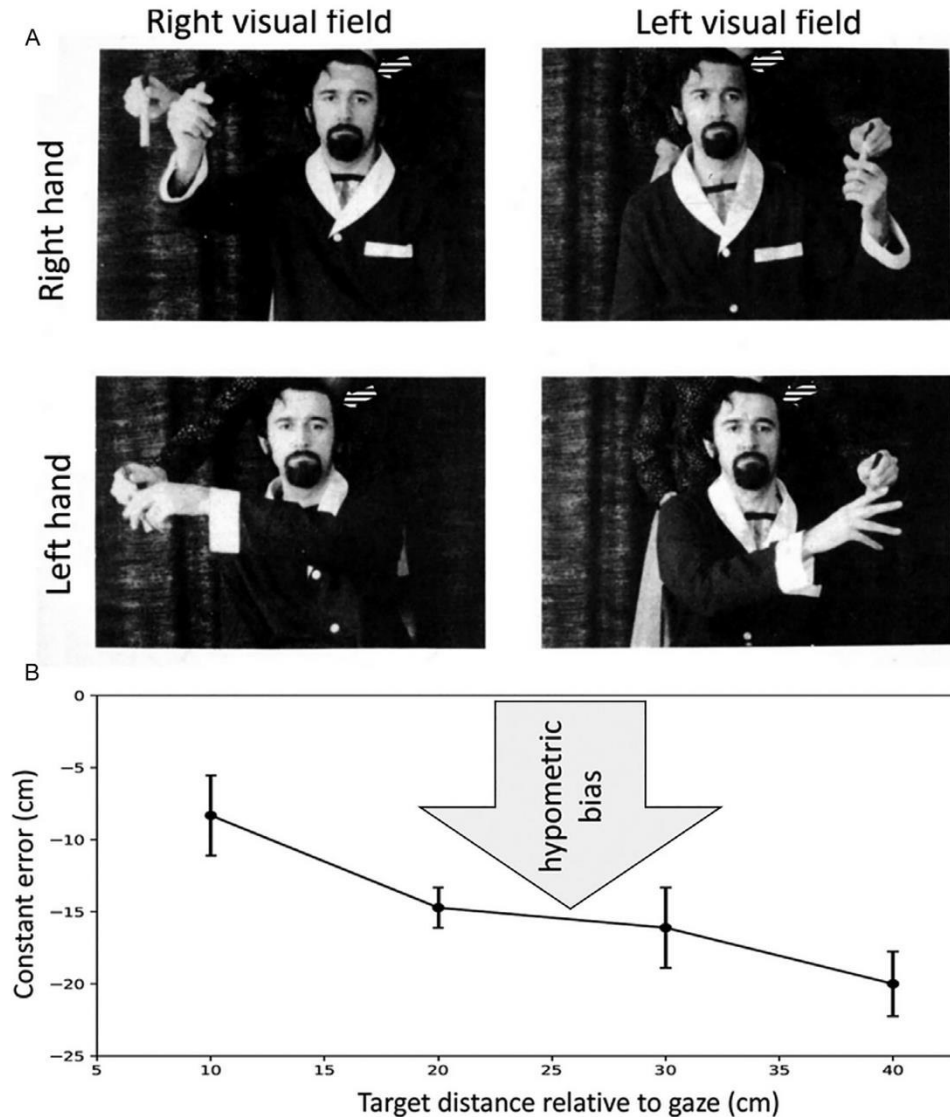 A
Right visual field
Left visual field
Right hand
Left hand
B
hypometric
bias
Constant error (cm)
0
−5
−10
−15
−20
−25
5
10
15
20
25
30
35
40
Target distance relative to gaze (cm)